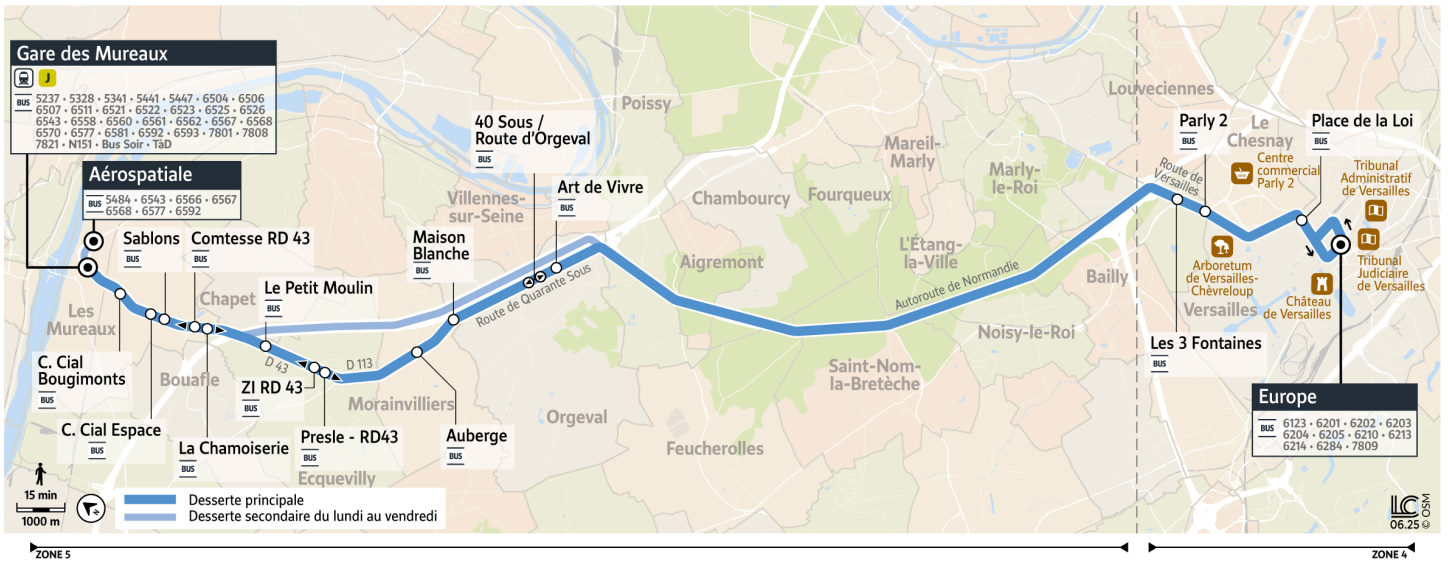 Gare des Mureaux
J
BUS
5237 • 5328 • 5341 • 5441 • 5447 • 6504 • 6506
6507 • 6511 • 6521 • 6522 • 6523 • 6525 • 6526
6543 • 6558 • 6560 • 6561 • 6562 • 6567 • 6568
6570 • 6577 • 6581 • 6592 • 6593 • 7801 • 7808
7821 • N151 • Bus Soir • TàD
Aérospatiale
BUS
5484 • 6543 • 6566 • 6567
6568 • 6577 • 6592
Sablons
BUS
Comtesse RD 43
BUS
Les
Mureaux
Chapet
Le Petit Moulin
BUS
C. Cial
Bougimonts
BUS
Bouafle
D 43
ZI RD 43
BUS
D 113
Morainvilliers
C. Cial Espace
BUS
La Chamoiserie
BUS
Presle - RD43
BUS
Ecquevilly
Auberge
BUS
Maison
Blanche
BUS
Villennes-
sur-Seine
40 Sous /
Route d'Orgeval
BUS
Art de Vivre
BUS
Route de Quarante Sous
Poissy
Orgeval
Chambourcy
Aigremont
Feucherolles
Fourqueux
Mareil-
Marly
Marly-
le-Roi
L'Étang-
la-Ville
Autoroute de Normandie
Saint-Nom-
la-Bretèche
Noisy-le-Roi
Bailly
Louveciennes
Parly 2
BUS
Le
Chesnay
Route de
Versailles
Centre
commercial
Parly 2
Place de la Loi
BUS
Tribunal
Administratif
de Versailles
Tribunal
Judiciaire
de Versailles
Arboretum
de Versailles-
Chèvreloup
Versailles
Château
de Versailles
Les 3 Fontaines
BUS
Europe
BUS
6123 • 6201 • 6202 • 6203
6204 • 6205 • 6210 • 6213
6214 • 6284 • 7809
15 min
1000 m
Desserte principale
Desserte secondaire du lundi au vendredi
LC
06.25
© OSM
ZONE 5
ZONE 4